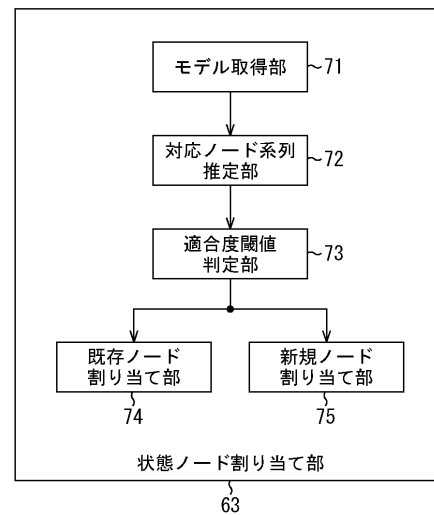 モデル取得部
71
対応ノード系列
推定部
72
適合度閾値
判定部
73
既存ノード
割り当て部
74
新規ノード
割り当て部
75
状態ノード割り当て部
63